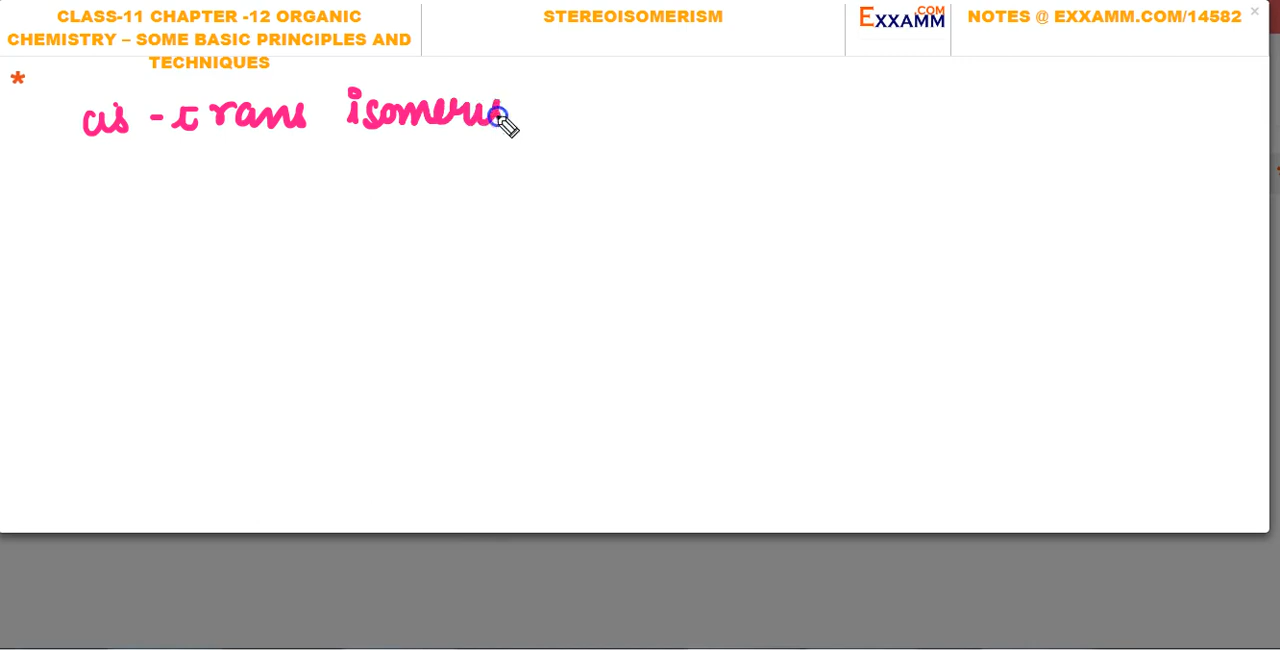 CLASS-11 CHAPTER -12 ORGANIC
CHEMISTRY – SOME BASIC PRINCIPLES AND
TECHNIQUES
STEREOISOMERISM
EXXAMM.COM
NOTES @ EXXAMM.COM/14582
×
*
cis - trans isomeris